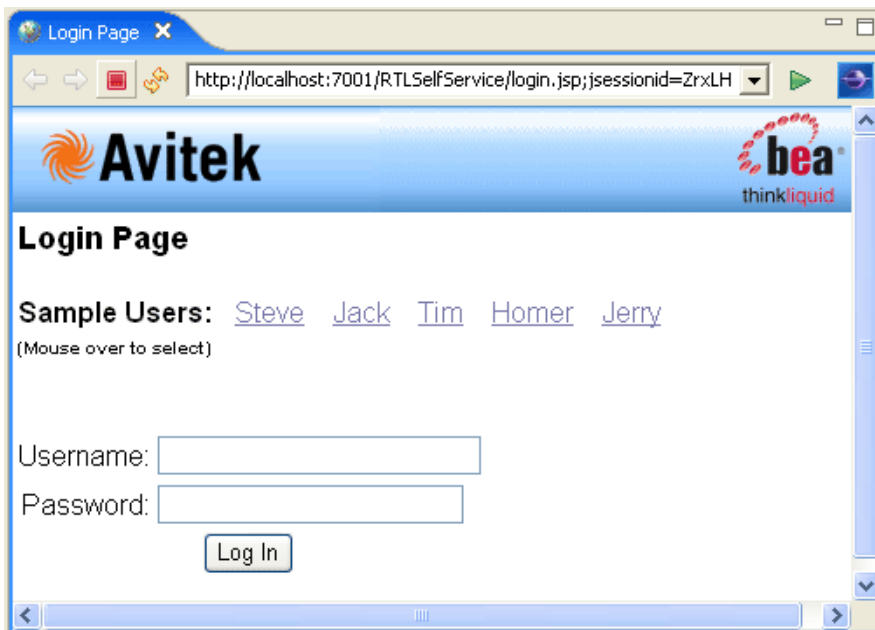 Login Page
http://localhost:7001/RTLSelfService/login.jsp;jsessionid=ZrxLH
Avitek
bea
thinkliquid
Login Page
Sample Users: Steve Jack Tim Homer Jerry
(Mouse over to select)
Username:
Password:
Log In